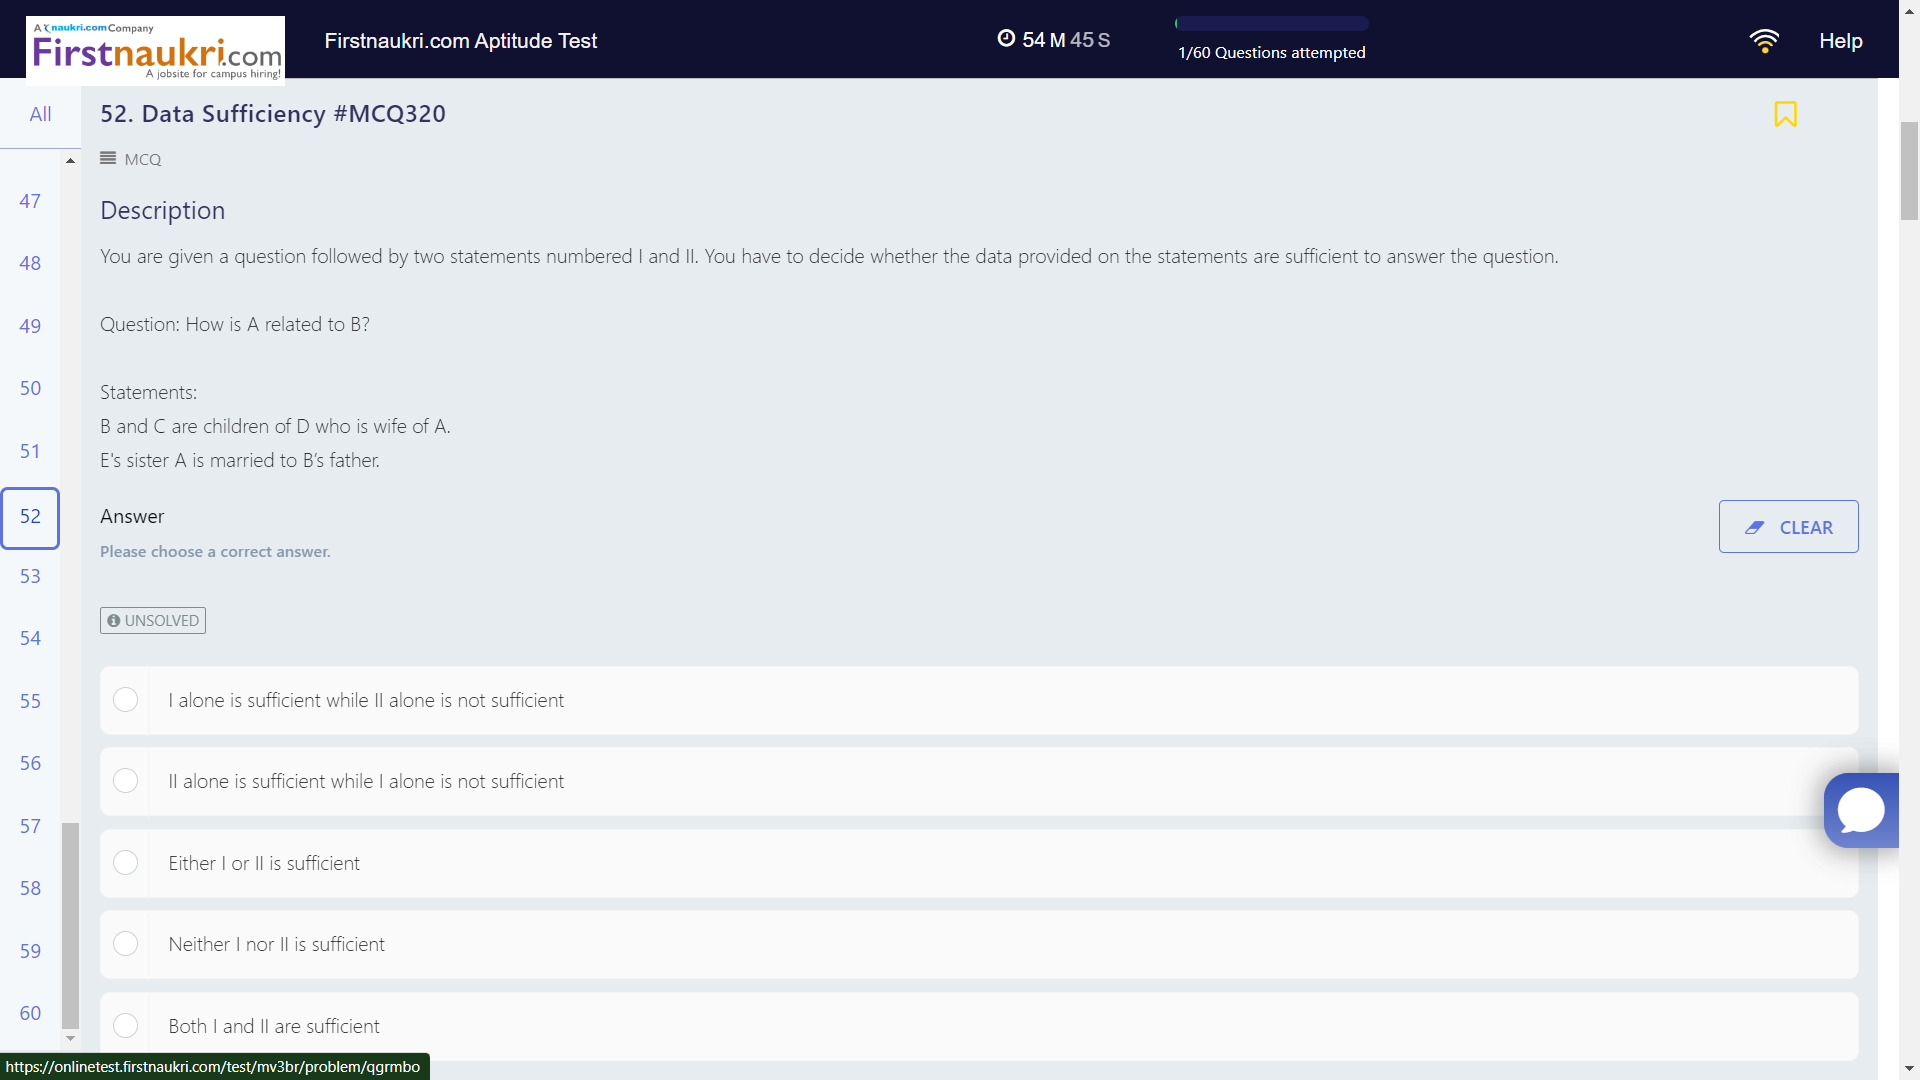 A naukri.com Company
Firstnaukri.com
A jobsite for campus hiring!
Firstnaukri.com Aptitude Test
54 M 45 S
1/60 Questions attempted
Help
All
47
48
49
50
51
52
53
54
55
56
57
58
59
60
52. Data Sufficiency #MCQ320
MCQ
Description
You are given a question followed by two statements numbered I and II. You have to decide whether the data provided on the statements are sufficient to answer the question.
Question: How is A related to B?
Statements:
B and C are children of D who is wife of A.
E's sister A is married to B’s father.
Answer
CLEAR
Please choose a correct answer.
UNSOLVED
I alone is sufficient while II alone is not sufficient
II alone is sufficient while I alone is not sufficient
Either I or II is sufficient
Neither I nor II is sufficient
Both I and II are sufficient
https://onlinetest.firstnaukri.com/test/mv3br/problem/qgrmbo